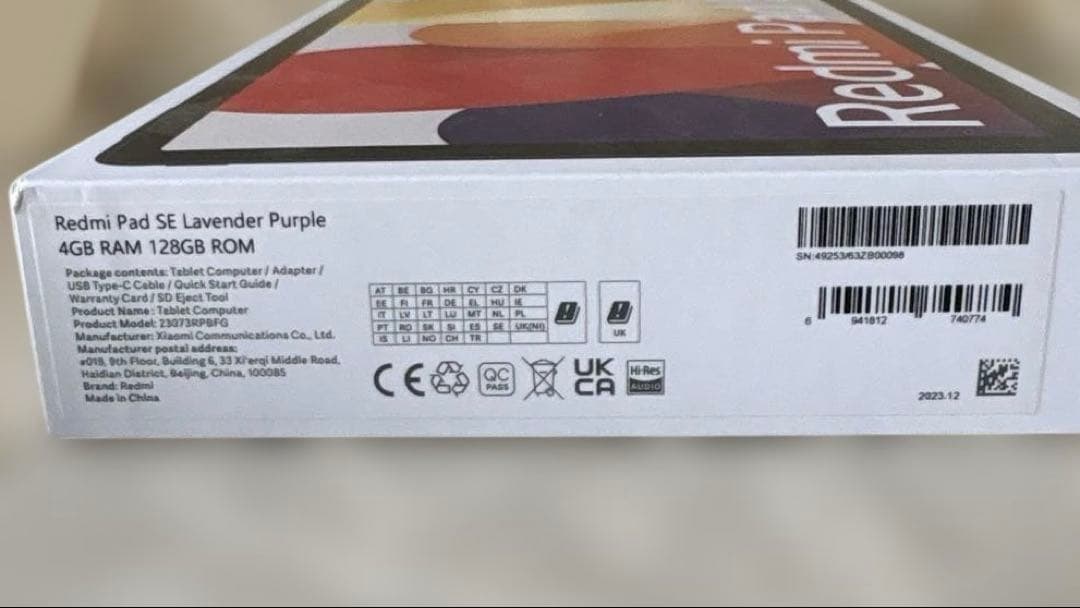 Redmi Pa
Redmi Pad SE Lavender Purple
4GB RAM 128GB ROM
Package contents: Tablet Computer / Adapter /
USB Type-C Cable / Quick Start Guide /
Warranty Card / SD Eject Tool
Product Name: Tablet Computer
Product Model: 23073RPBFG
Manufacturer: Xiaomi Communications Co., Ltd.
Manufacturer postal address:
#019, 9th Floor, Building 6, 33 Xi'erqi Middle Road,
Haidian District, Beijing, China, 100085
Brand: Redmi
Made in China
AT BE BG HR CY CZ DK
EE FI FR DE EL HU IE
IT LV LT LU MT NL PL
PT RO SK SI ES SE UK(NI)
IS LI NO CH TR
UK
CE
QC PASS
UK CA
Hi-Res AUDIO
SN:49253/63ZB00098
6 941812 740774
2023.12